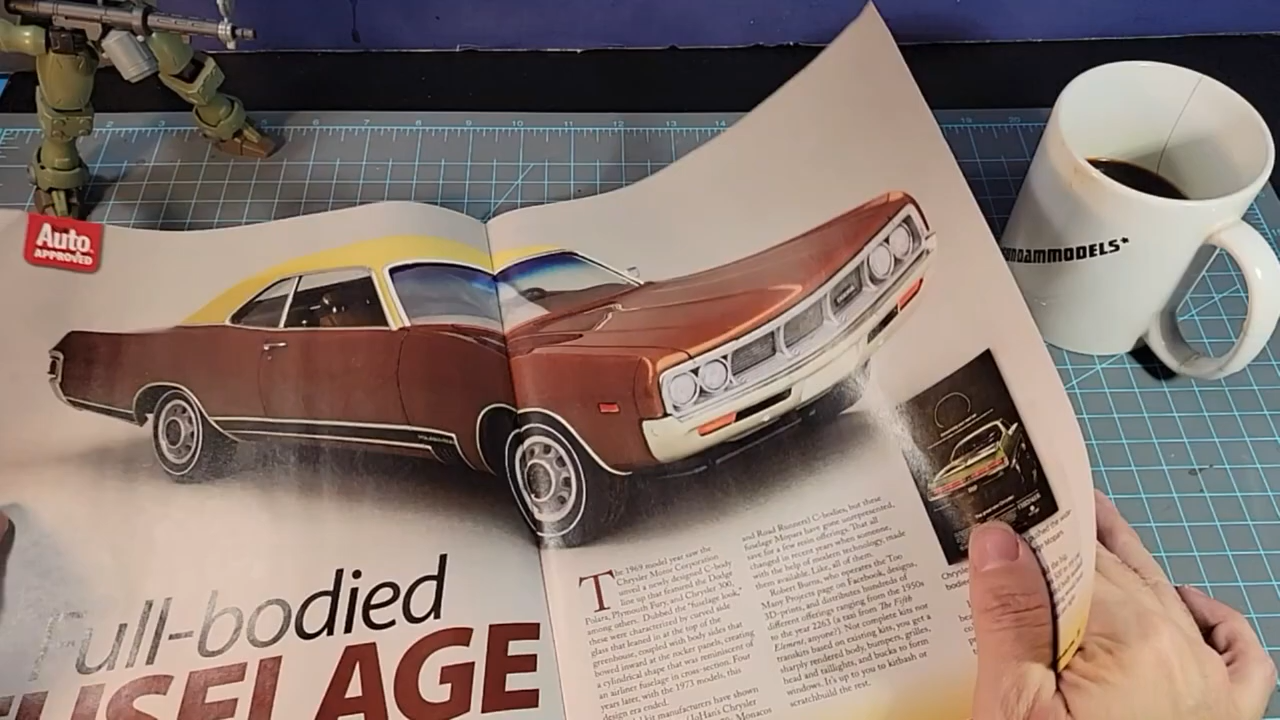 Auto
APPROVED
NDAMMODELS*
Full-bodied
FUSELAGE
The 1969 model year saw the
Chrysler Motor Corporation
unveil a newly designed C-body
line up that featured the Dodge
Polara, Plymouth Fury, and Chrysler 300,
among others. Dubbed the "fuselage look,"
these were characterized by curved side
glass that leaned in at the top of the
greenhouse, coupled with body sides that
bowed inward at the rocker panels, creating
a cylindrical shape that was reminiscent of
an airliner fuselage in cross-section. Four
years later, with the 1973 models, this
design era ended.
kit manufacturers have shown
(JoHan's Chrysler
Monacos
and Road Runners) C-bodies, but these
fuselage Mopars have gone unrepresented,
save for a few resin offerings. That all
changed in recent years when someone,
with the help of modern technology, made
them available. Like, all of them.
Robert Burns, who operates the Too
Many Projects page on Facebook, designs,
3D-prints, and distributes hundreds of
different offerings ranging from the 1950s
to the year 2263 (a taxi from The Fifth
Element, anyone?). Not complete kits nor
transkits based on existing kits, you get a
sharply rendered body, bumpers, grilles,
head and taillights, and bucks to form
windows. It's up to you to kitbash or
scratchbuild the rest.